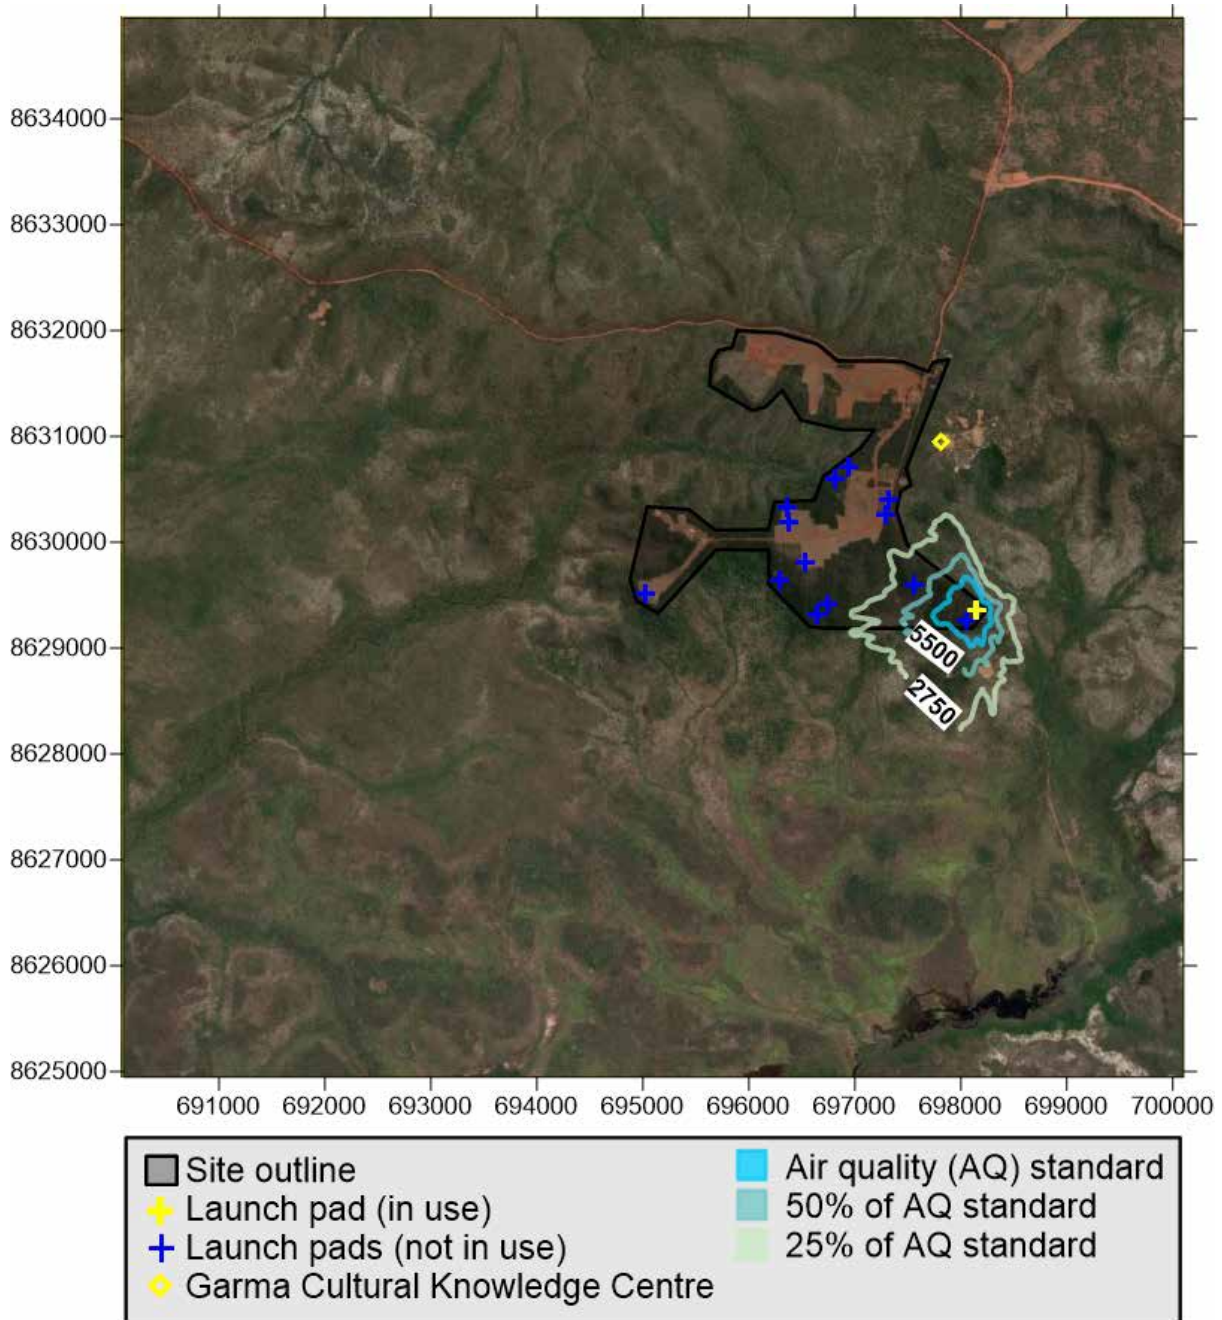 8634000
8633000
8632000
8631000
8630000
8629000
8628000
8627000
8626000
8625000
5500
2750
691000 692000 693000 694000 695000 696000 697000 698000 699000 700000
Site outline
Launch pad (in use)
Launch pads (not in use)
Garma Cultural Knowledge Centre
Air quality (AQ) standard
50% of AQ standard
25% of AQ standard